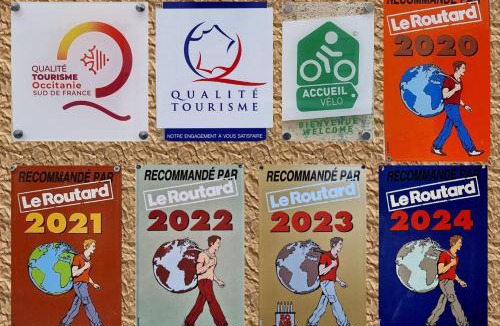 QUALITÉ
TOURISME
Occitanie
SUD DE FRANCE
QUALITÉ
TOURISME
NOTRE ENGAGEMENT À VOUS SATISFAIRE
ACCUEIL
VÉLO
BIENVENUE
WELCOME
RECOMMANDÉ PAR
Le Routard
2020
RECOMMANDÉ PAR
Le Routard
2021
RECOMMANDÉ PAR
Le Routard
2022
RECOMMANDÉ PAR
Le Routard
2023
RECOMMANDÉ PAR
Le Routard
2024